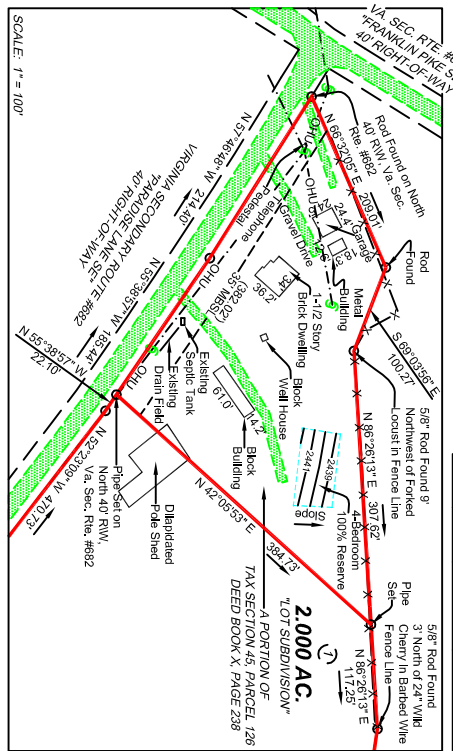 VA. SEC. RTE. #6
"FRANKLIN PIKE S
40' RIGHT-OF-WAY
Rod Found on North
40' R/W, Va. Sec.
Rte. #682
N 66°32'05" E
209.01'
Rod
Found
S 69°03'56" E
100.27'
5/8" Rod Found 9'
Northwest of Forked
Locust in Fence Line
N 86°26'13" E
307.62'
Pipe
Set
5/8" Rod Found
3' North of 24" Wild
Cherry in Barbed Wire
Fence Line
N 86°26'13" E
117.25'
OHU
OHU
24.4'
Garage
Metal
Building
Gravel Drive
Telephone
Pedestal
1-1/2 Story
Brick Dwelling
34'
36.2'
Block
Well House
2439
2441
4-Bedroom
100% Reserve
Slope
2.000 AC.
"LOT SUBDIVISION"
A PORTION OF
TAX SECTION 45, PARCEL 126
DEED BOOK X, PAGE 238
35' MBSL
(382.02')
OHU
OHU
Existing
Septic Tank
Existing
Drain Field
61.0'
14.2'
Block
Building
N 42°05'53" E
384.73'
Dilapidated
Pole Shed
Pipe Set on
North 40' R/W,
Va. Sec. Rte. #682
N 57°46'48" W
214.40'
VIRGINIA SECONDARY ROUTE #682
"PARADISE LANE SE"
40' RIGHT-OF-WAY
N 55°38'57" W
185.44'
N 55°38'57" W
22.10'
N 52°23'09" W
470.73'
SCALE: 1" = 100'